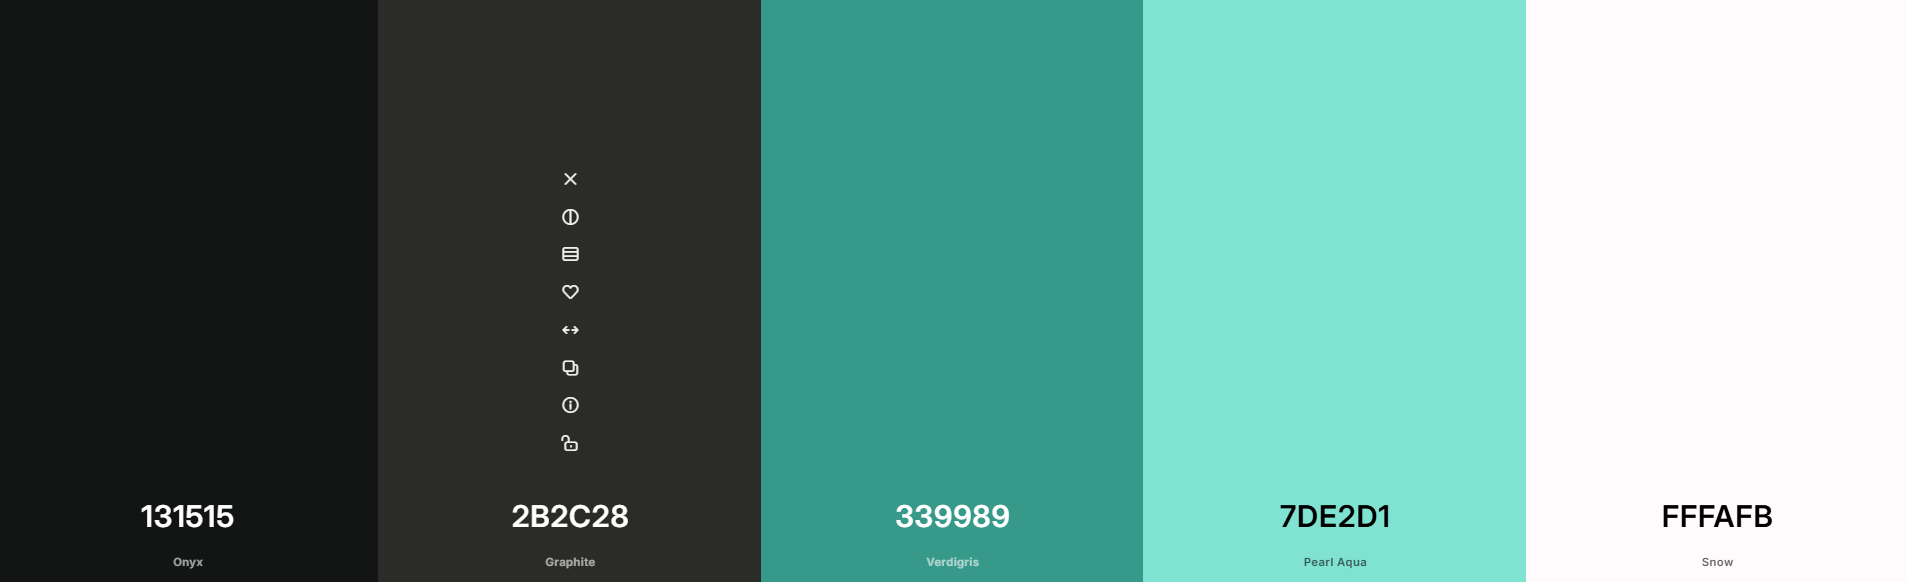 131515
Onyx
2B2C28
Graphite
339989
Verdigris
7DE2D1
Pearl Aqua
FFFAFB
Snow